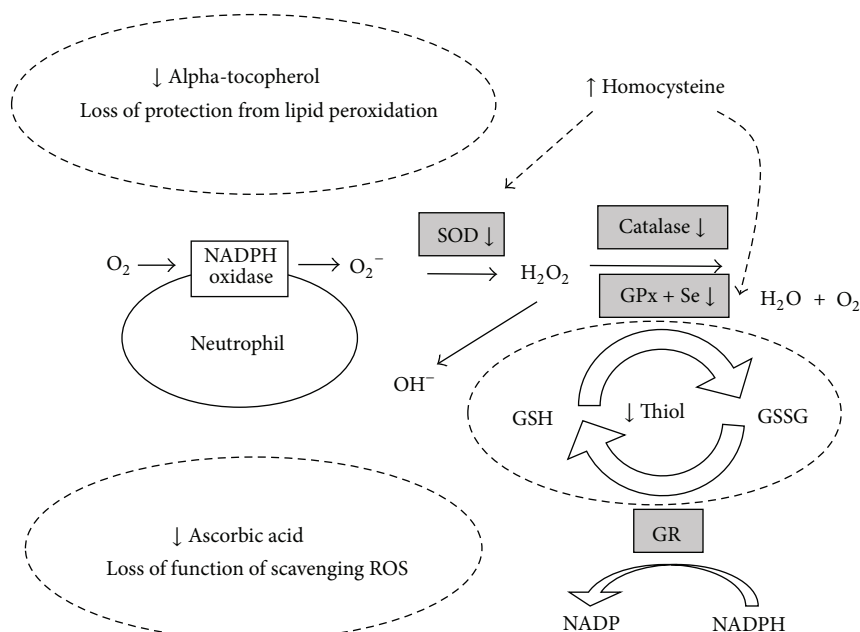 ↓ Alpha-tocopherol
Loss of protection from lipid peroxidation
↑ Homocysteine
SOD ↓
Catalase ↓
O₂
NADPH
oxidase
O₂⁻
H₂O₂
GPx + Se ↓
H₂O + O₂
Neutrophil
OH⁻
GSH
↓ Thiol
GSSG
↓ Ascorbic acid
Loss of function of scavenging ROS
GR
NADP
NADPH